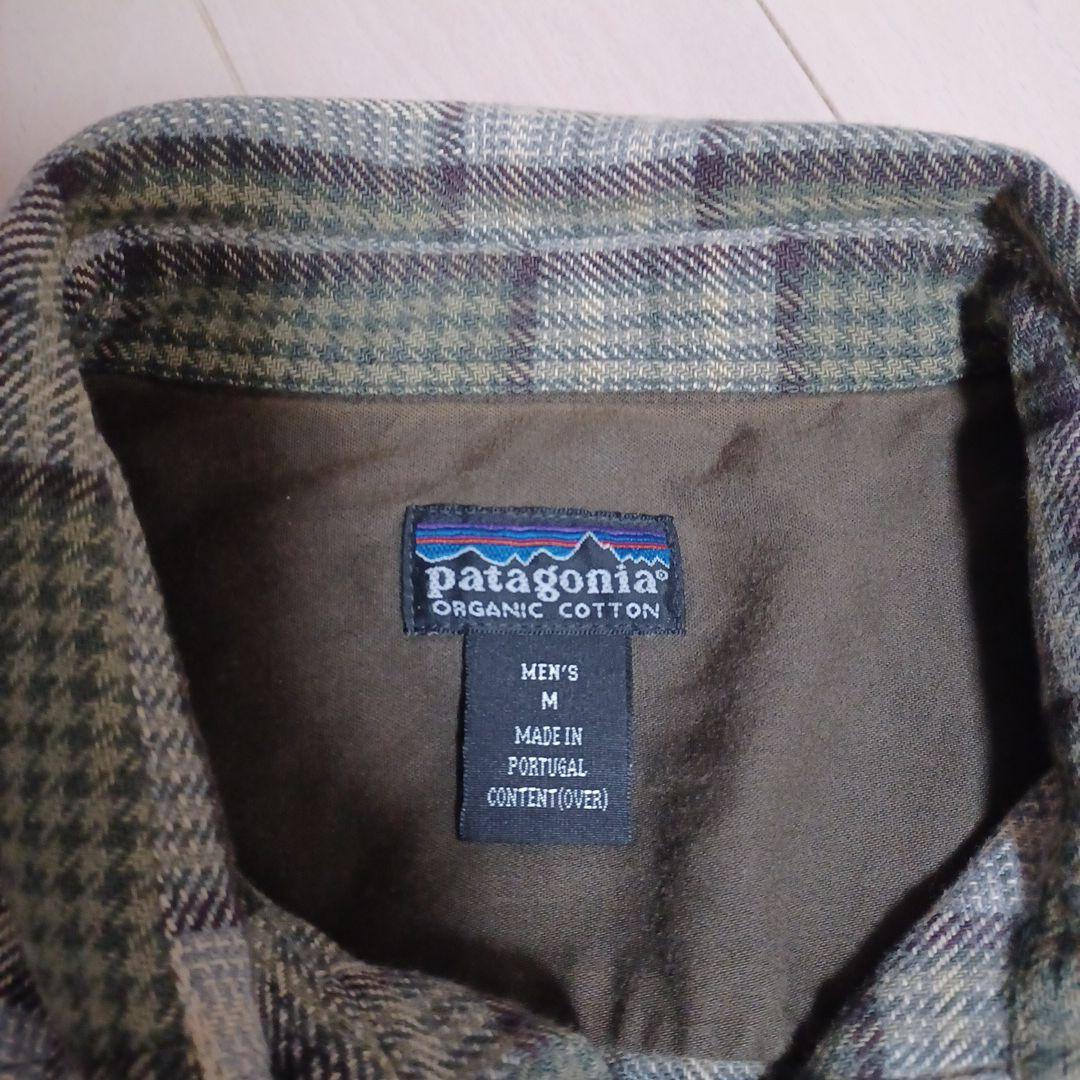 patagonia®
ORGANIC COTTON
MEN'S
M
MADE IN
PORTUGAL
CONTENT(OVER)